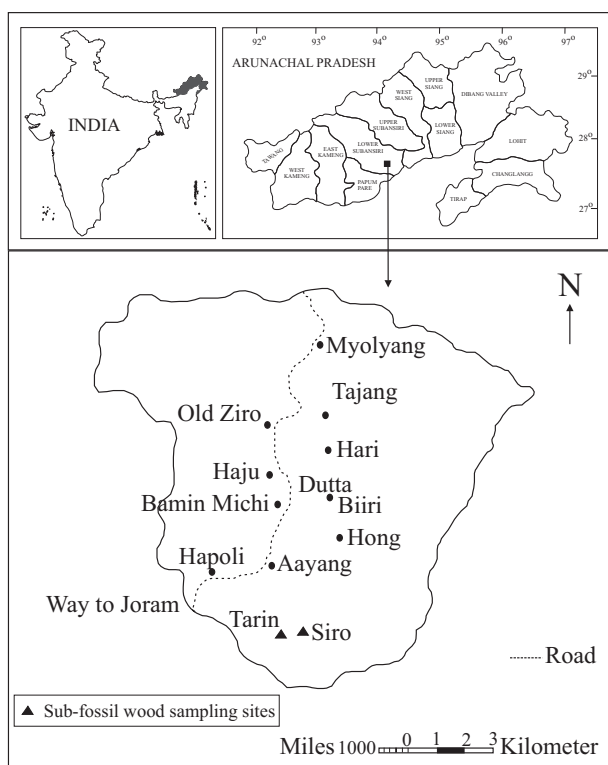 INDIA
92° 93° 94° 95° 96° 97°
ARUNACHAL PRADESH
29°
28°
27°
UPPER
SIANG
WEST
SIANG
DIBANG VALLEY
UPPER
SUBANSIRI
LOWER
SIANG
LOHIT
TAWANG
EAST
KAMENG
LOWER
SUBANSIRI
WEST
KAMENG
PAPUM
PARE
CHANGLANGG
TIRAP
N
Myolyang
Tajang
Old Ziro
Hari
Haju
Dutta
Bamin Michi
Biiri
Hong
Hapoli
Aayang
Way to Joram
Tarin
Siro
Road
Sub-fossil wood sampling sites
Miles 1000 0 1 2 3 Kilometer